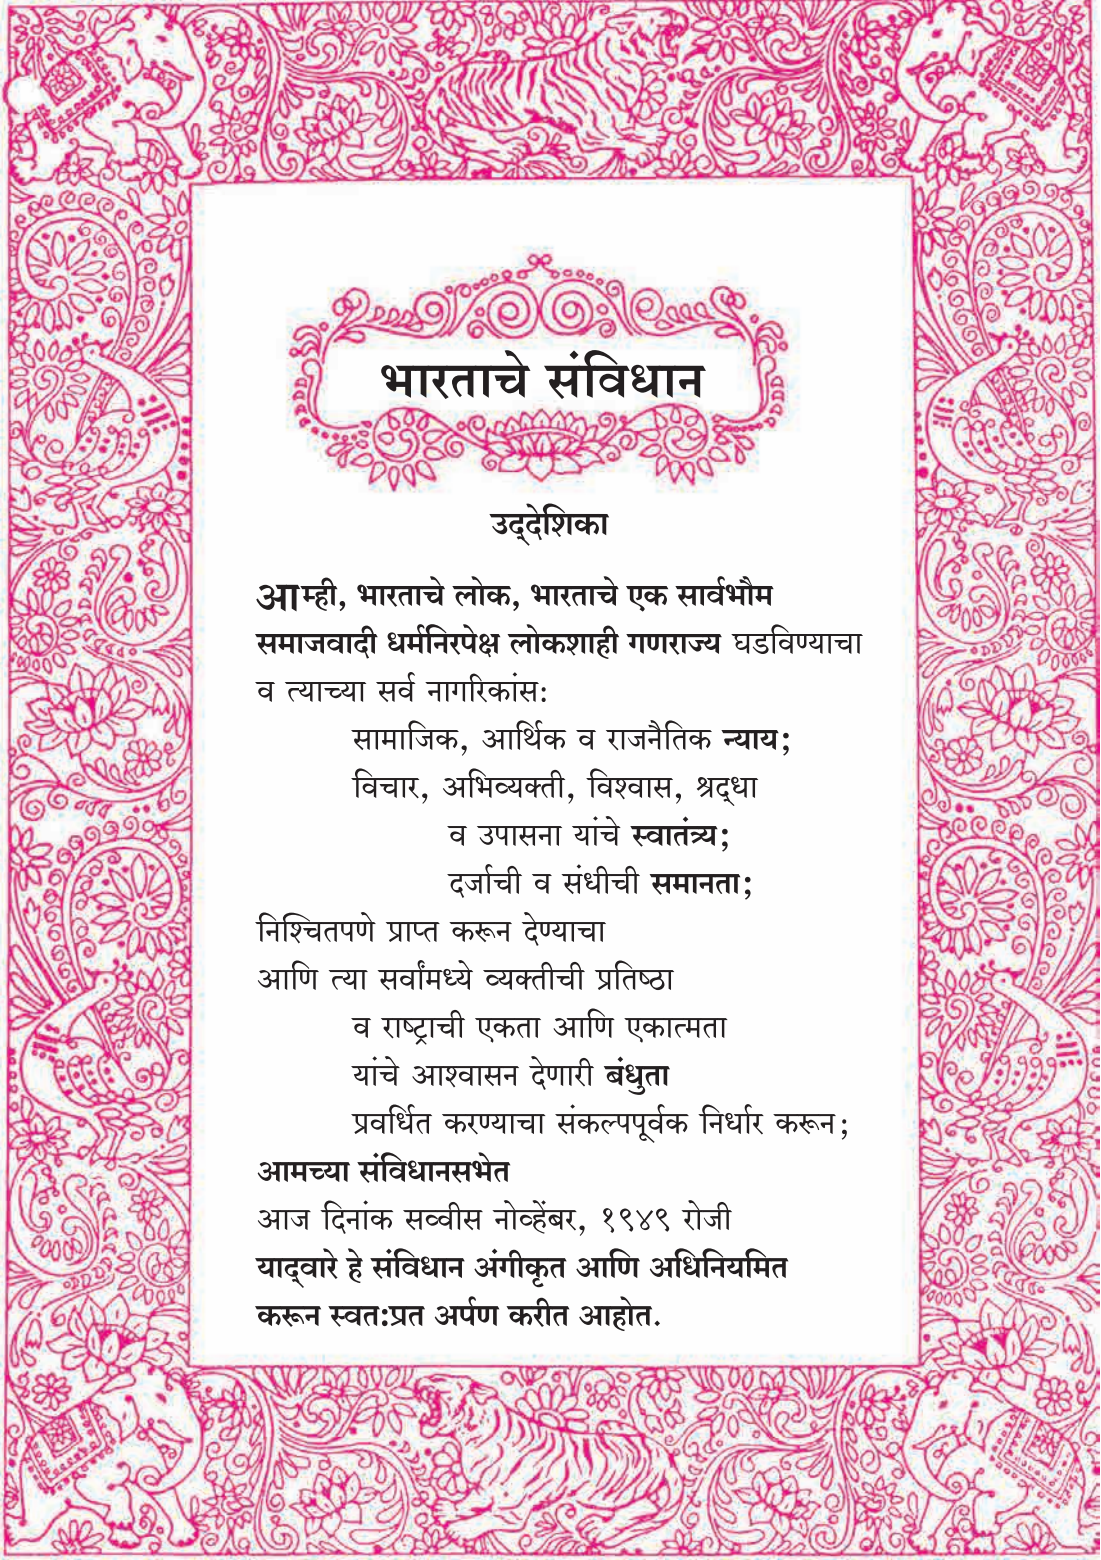 भारताचे संविधान
उद्देशिका
आम्ही, भारताचे लोक, भारताचे एक सार्वभौम
समाजवादी धर्मनिरपेक्ष लोकशाही गणराज्य घडविण्याचा
व त्याच्या सर्व नागरिकांस:
सामाजिक, आर्थिक व राजनैतिक न्याय;
विचार, अभिव्यक्ती, विश्वास, श्रद्धा
व उपासना यांचे स्वातंत्र्य;
दर्जाची व संधीची समानता;
निश्चितपणे प्राप्त करून देण्याचा
आणि त्या सर्वांमध्ये व्यक्तीची प्रतिष्ठा
व राष्ट्राची एकता आणि एकात्मता
यांचे आश्वासन देणारी बंधुता
प्रवर्धित करण्याचा संकल्पपूर्वक निर्धार करून;
आमच्या संविधानसभेत
आज दिनांक सव्वीस नोव्हेंबर, १९४९ रोजी
याद्वारे हे संविधान अंगीकृत आणि अधिनियमित
करून स्वत:प्रत अर्पण करीत आहोत.